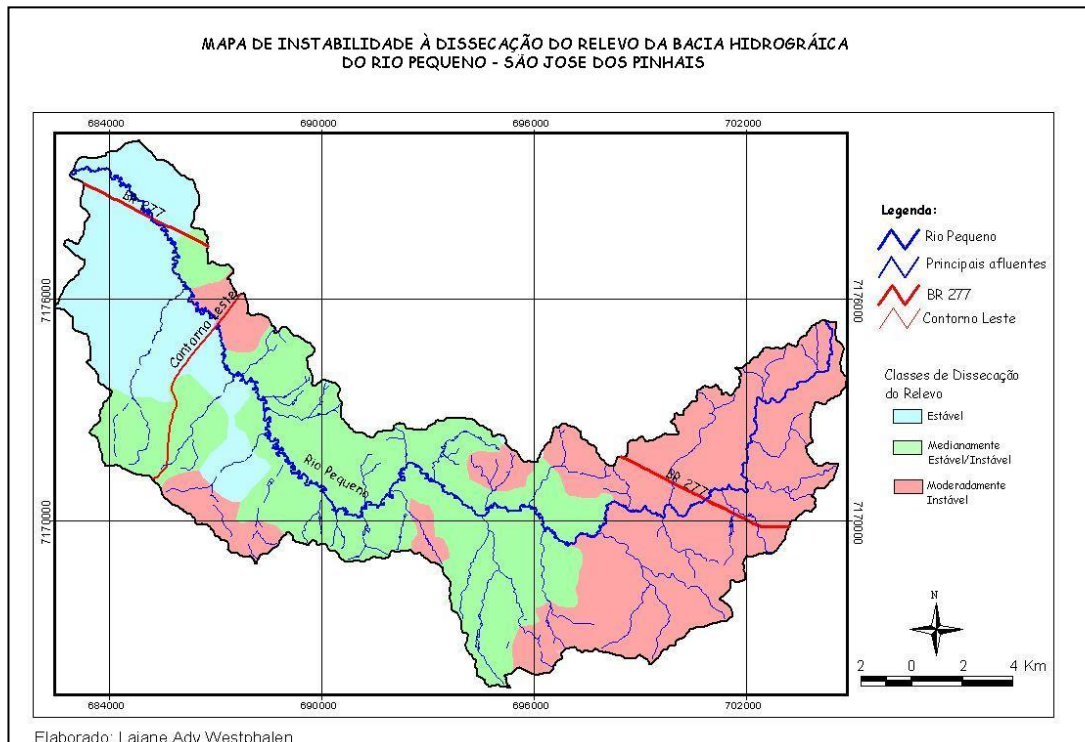 MAPA DE INSTABILIDADE À DISSECAÇÃO DO RELEVO DA BACIA HIDROGRÁICA
DO RIO PEQUENO - SÃO JOSE DOS PINHAIS
684000
690000
696000
702000
BR 277
7176000
7176000
Contorno Leste
Rio Pequeno
BR 277
7170000
7170000
684000
690000
696000
702000
Legenda:
Rio Pequeno
Principais afluentes
BR 277
Contorno Leste
Classes de Dissecação
do Relevo
Estável
Medianamente
Estável/Instável
Moderadamente
Instável
N
2 0 2 4 Km
Elaborado: Laiane Ady Westphalen